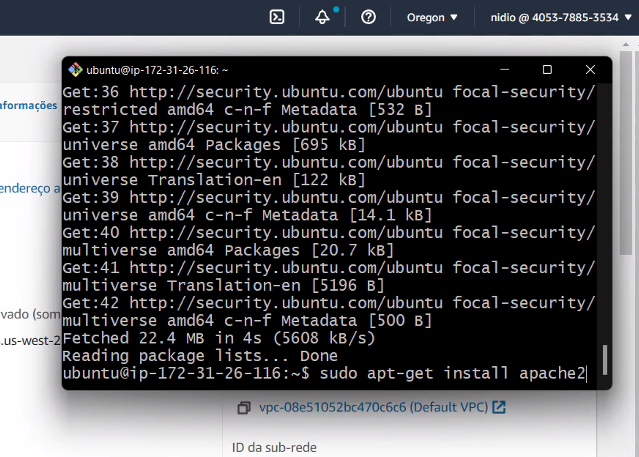 Oregon ▼
nidio @ 4053-7885-3534 ▼
ubuntu@ip-172-31-26-116: ~
Get:36 http://security.ubuntu.com/ubuntu focal-security/
restricted amd64 c-n-f Metadata [532 B]
Get:37 http://security.ubuntu.com/ubuntu focal-security/
universe amd64 Packages [695 kB]
Get:38 http://security.ubuntu.com/ubuntu focal-security/
universe Translation-en [122 kB]
Get:39 http://security.ubuntu.com/ubuntu focal-security/
universe amd64 c-n-f Metadata [14.1 kB]
Get:40 http://security.ubuntu.com/ubuntu focal-security/
multiverse amd64 Packages [20.7 kB]
Get:41 http://security.ubuntu.com/ubuntu focal-security/
multiverse Translation-en [5196 B]
Get:42 http://security.ubuntu.com/ubuntu focal-security/
multiverse amd64 c-n-f Metadata [500 B]
Fetched 22.4 MB in 4s (5608 kB/s)
Reading package lists... Done
ubuntu@ip-172-31-26-116:~$ sudo apt-get install apache2
nformações
endereço a
vado (som
.us-west-2
vpc-08e51052bc470c6c6 (Default VPC)
ID da sub-rede